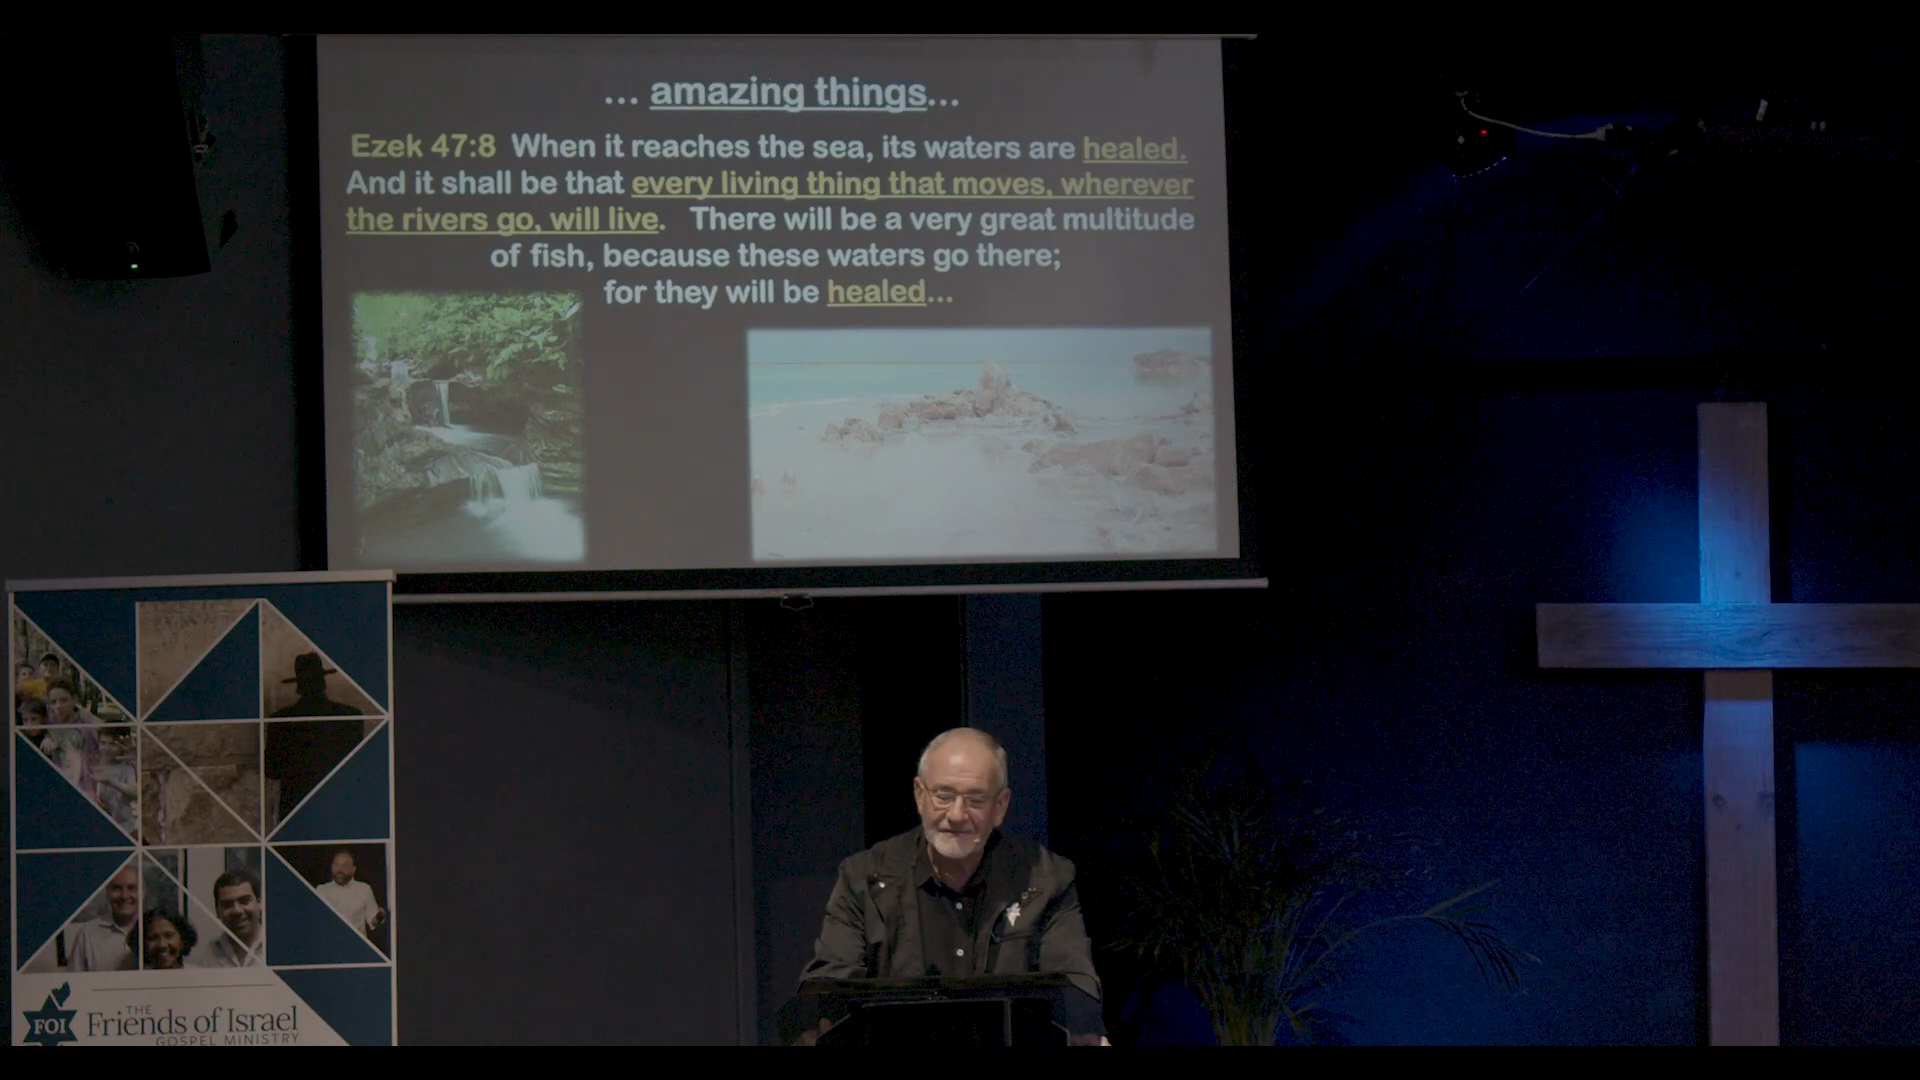 ... amazing things...
Ezek 47:8 When it reaches the sea, its waters are healed.
And it shall be that every living thing that moves, wherever
the rivers go, will live. There will be a very great multitude
of fish, because these waters go there;
for they will be healed...
FOI
THE
Friends of Israel
GOSPEL MINISTRY